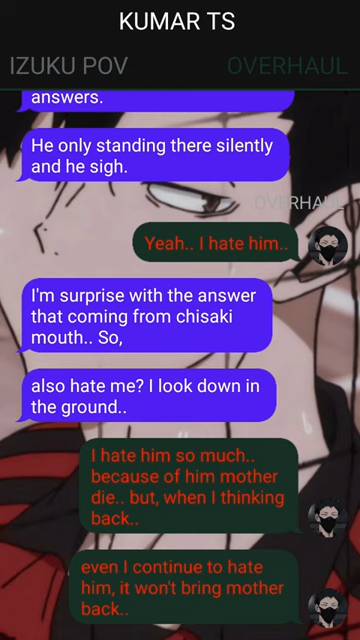 KUMAR TS
IZUKU POV
OVERHAUL
answers.
He only standing there silently
and he sigh.
OVERHAUL
Yeah.. I hate him..
I'm surprise with the answer
that coming from chisaki
mouth.. So,
also hate me? I look down in
the ground..
I hate him so much..
because of him mother
die.. but, when I thinking
back..
even I continue to hate
him, it won't bring mother
back..